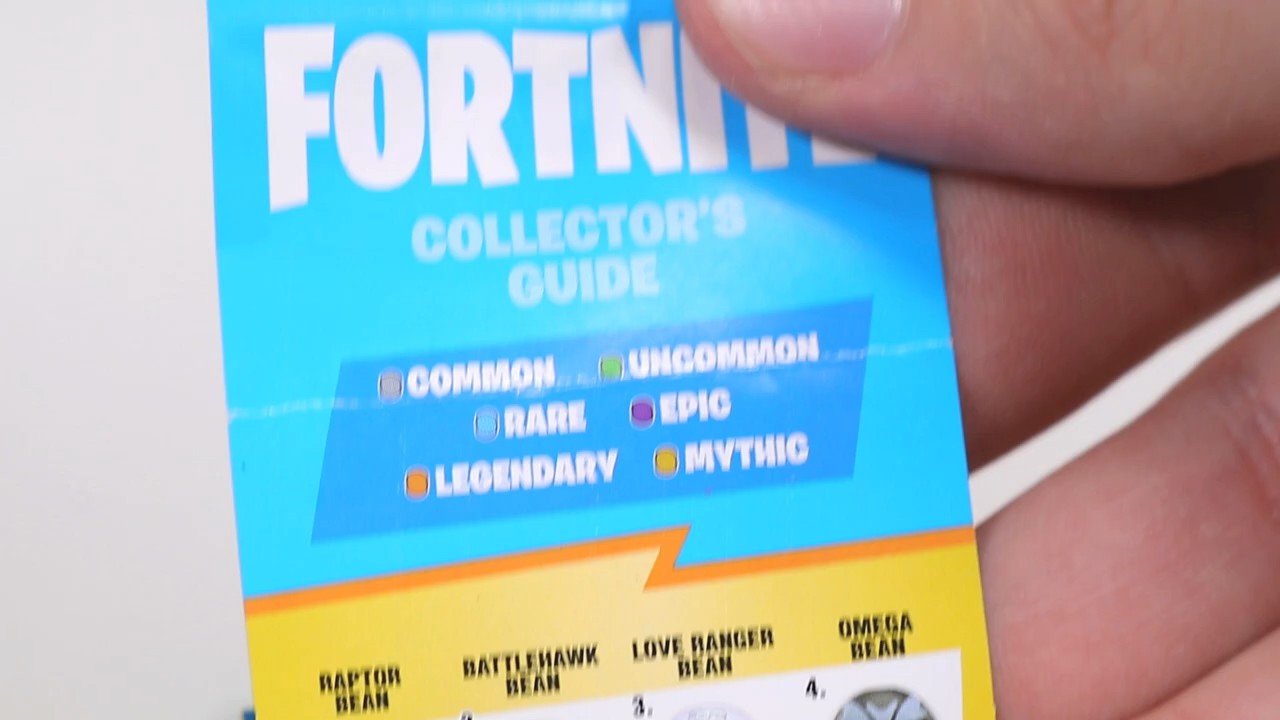 FORTNITE
COLLECTOR'S
GUIDE
COMMON UNCOMMON
RARE EPIC
LEGENDARY MYTHIC
RAPTOR BEAN
BATTLEHAWK BEAN
LOVE RANGER BEAN
OMEGA BEAN
3.
4.